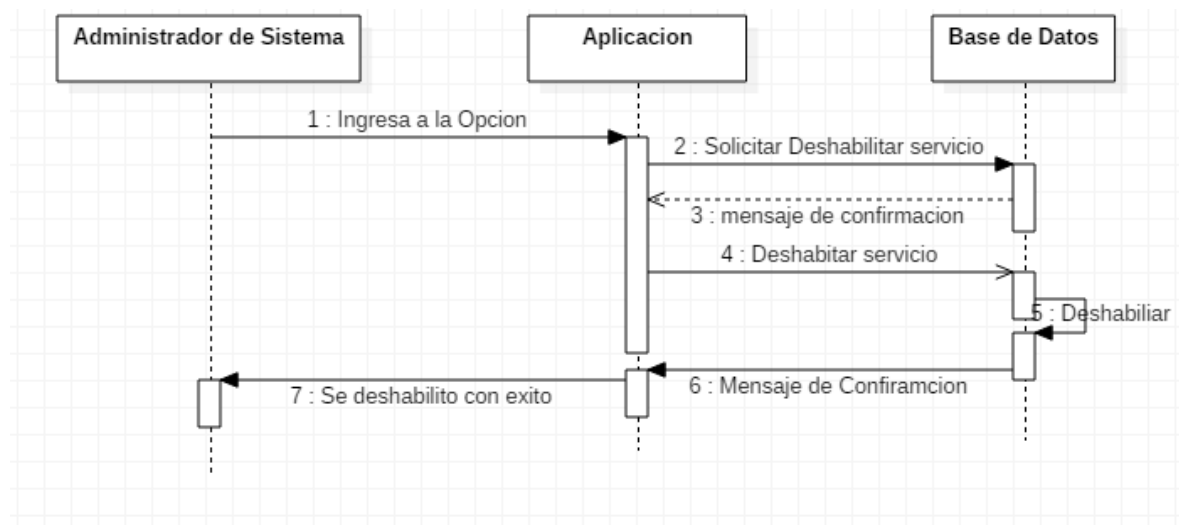 Administrador de Sistema
Aplicacion
Base de Datos
1 : Ingresa a la Opcion
2 : Solicitar Deshabilitar servicio
3 : mensaje de confirmacion
4 : Deshabitar servicio
5 : Deshabiliar
6 : Mensaje de Confiramcion
7 : Se deshabilito con exito